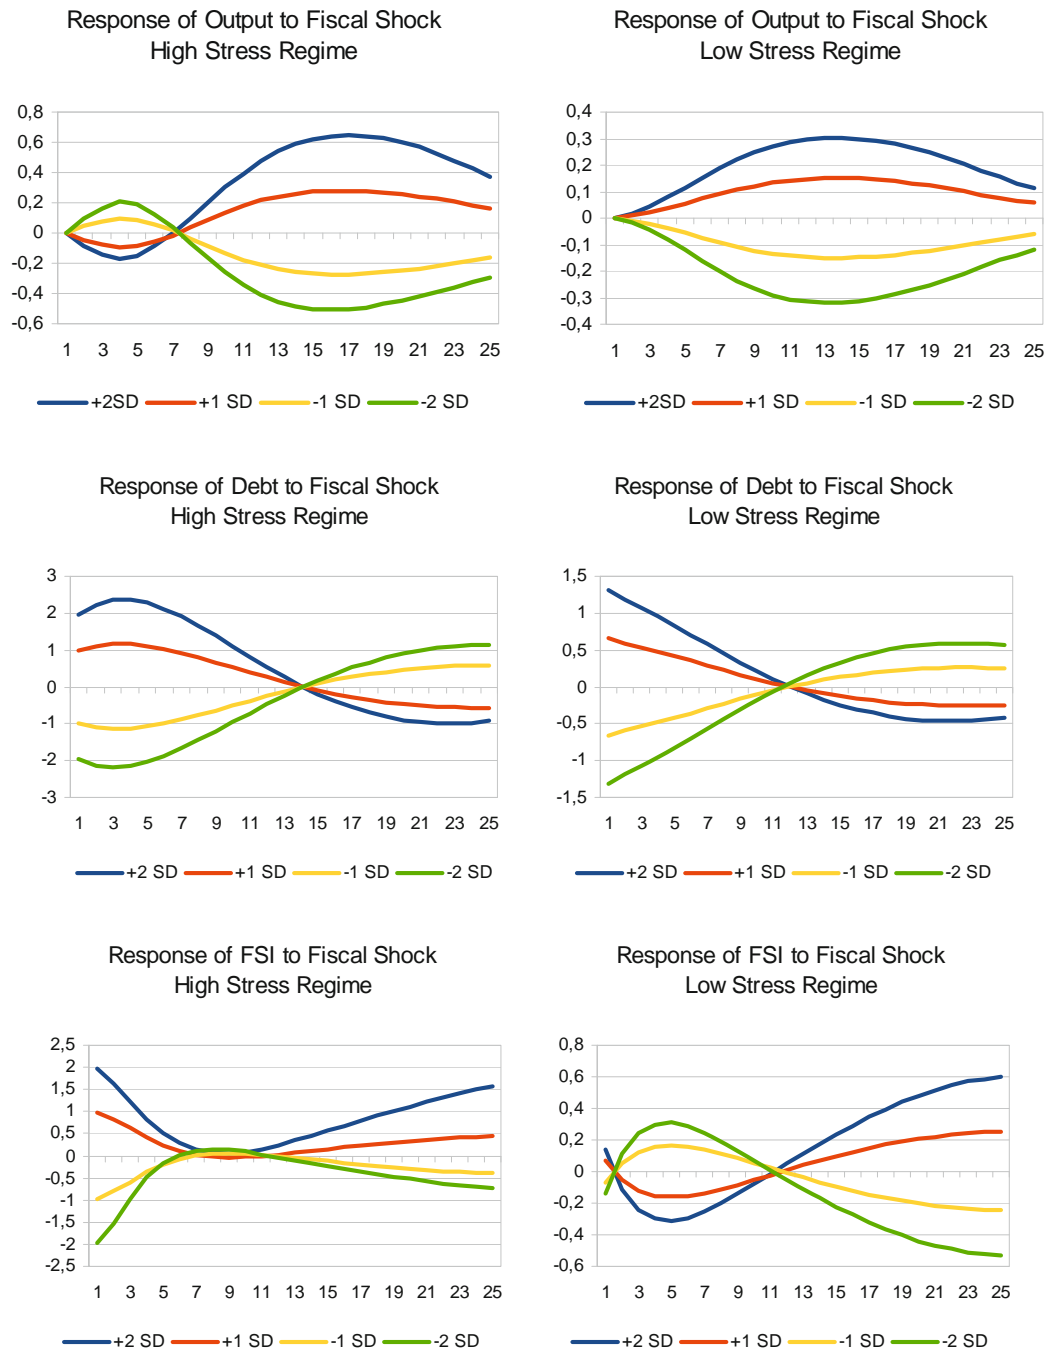 Response of Output to Fiscal Shock
High Stress Regime
0,8
0,6
0,4
0,2
0
-0,2
-0,4
-0,6
1 3 5 7 9 11 13 15 17 19 21 23 25
+2SD +1 SD -1 SD -2 SD
Response of Output to Fiscal Shock
Low Stress Regime
0,4
0,3
0,2
0,1
0
-0,1
-0,2
-0,3
-0,4
1 3 5 7 9 11 13 15 17 19 21 23 25
+2SD +1 SD -1 SD -2 SD
Response of Debt to Fiscal Shock
High Stress Regime
3
2
1
0
-1
-2
-3
1 3 5 7 9 11 13 15 17 19 21 23 25
+2 SD +1 SD -1 SD -2 SD
Response of Debt to Fiscal Shock
Low Stress Regime
1,5
1
0,5
0
-0,5
-1
-1,5
1 3 5 7 9 11 13 15 17 19 21 23 25
+2 SD +1 SD -1 SD -2 SD
Response of FSI to Fiscal Shock
High Stress Regime
2,5
2
1,5
1
0,5
0
-0,5
-1
-1,5
-2
-2,5
1 3 5 7 9 11 13 15 17 19 21 23 25
+2 SD +1 SD -1 SD -2 SD
Response of FSI to Fiscal Shock
Low Stress Regime
0,8
0,6
0,4
0,2
0
-0,2
-0,4
-0,6
1 3 5 7 9 11 13 15 17 19 21 23 25
+2 SD +1 SD -1 SD -2 SD